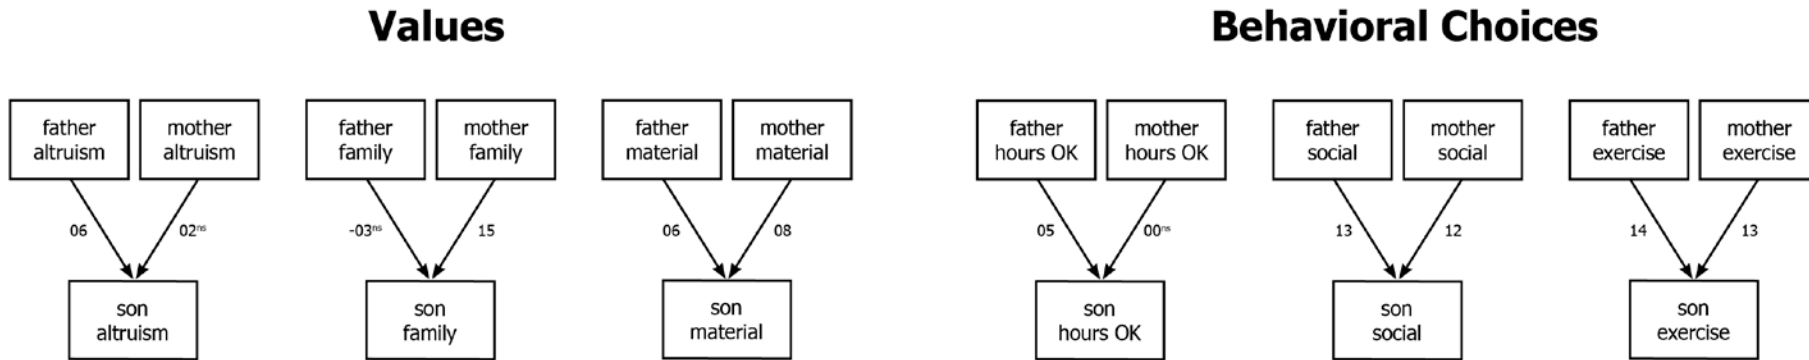 Values
Behavioral Choices
father
altruism
mother
altruism
father
family
mother
family
father
material
mother
material
father
hours OK
mother
hours OK
father
social
mother
social
father
exercise
mother
exercise
06
02ns
-03ns
15
06
08
05
00ns
13
12
14
13
son
altruism
son
family
son
material
son
hours OK
son
social
son
exercise